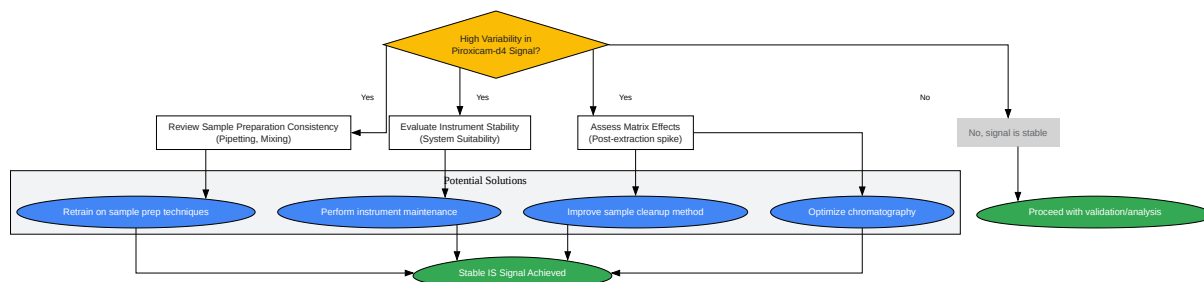 High Variability in
Piroxicam-d4 Signal?
Yes
Yes
Yes
No
Review Sample Preparation Consistency
(Pipetting, Mixing)
Evaluate Instrument Stability
(System Suitability)
Assess Matrix Effects
(Post-extraction spike)
No, signal is stable
Potential Solutions
Retrain on sample prep techniques
Perform instrument maintenance
Improve sample cleanup method
Optimize chromatography
Proceed with validation/analysis
Stable IS Signal Achieved